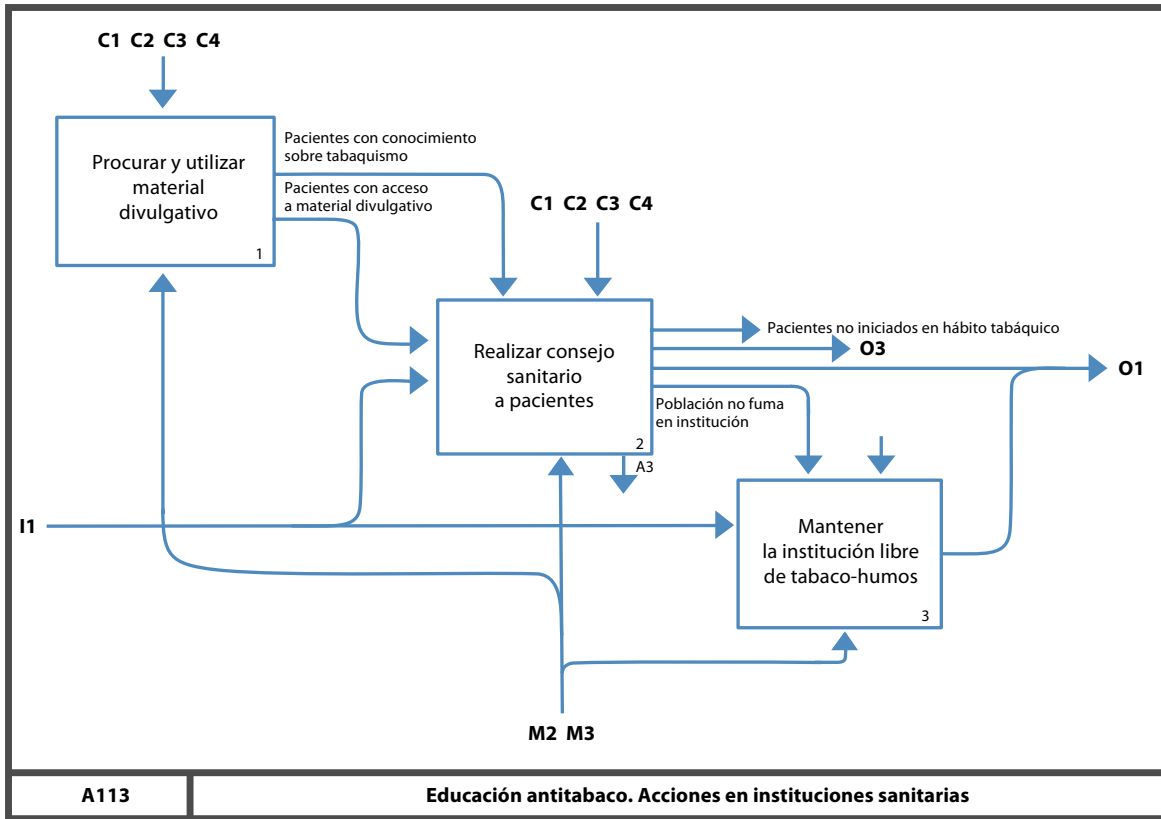 C1 C2 C3 C4
Procurar y utilizar
material
divulgativo
1
Pacientes con conocimiento
sobre tabaquismo
Pacientes con acceso
a material divulgativo
C1 C2 C3 C4
Realizar consejo
sanitario
a pacientes
2
A3
Pacientes no iniciados en hábito tabáquico
O3
O1
Población no fuma
en institución
I1
Mantener
la institución libre
de tabaco-humos
3
M2 M3
A113
Educación antitabaco. Acciones en instituciones sanitarias